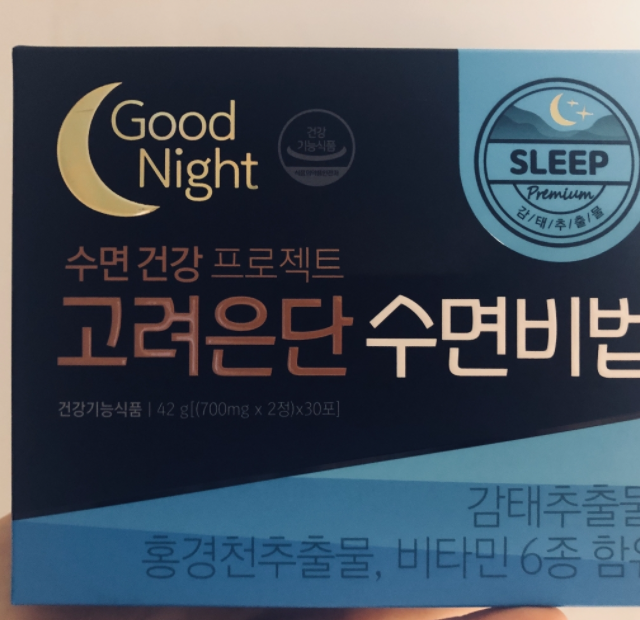 Good
Night
건강
기능식품
SLEEP
Premium
감/태/추/출/물
수면 건강 프로젝트
고려은단 수면비법
건강기능식품 | 42 g[(700mg x 2정)x30포]
감태추출물
홍경천추출물, 비타민 6종 함유